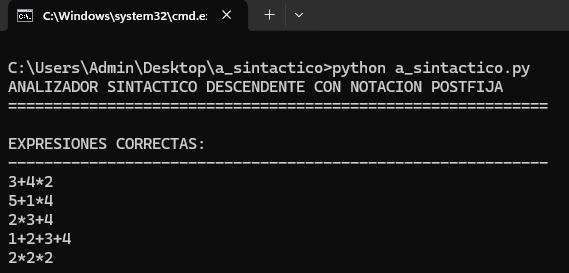 C:\Windows\system32\cmd.e:
C:\Users\Admin\Desktop\a_sintactico>python a_sintactico.py
ANALIZADOR SINTACTICO DESCENDENTE CON NOTACION POSTFIJA
============================================================
EXPRESIONES CORRECTAS:
------------------------------------------------------------
3+4*2
5+1*4
2*3+4
1+2+3+4
2*2*2